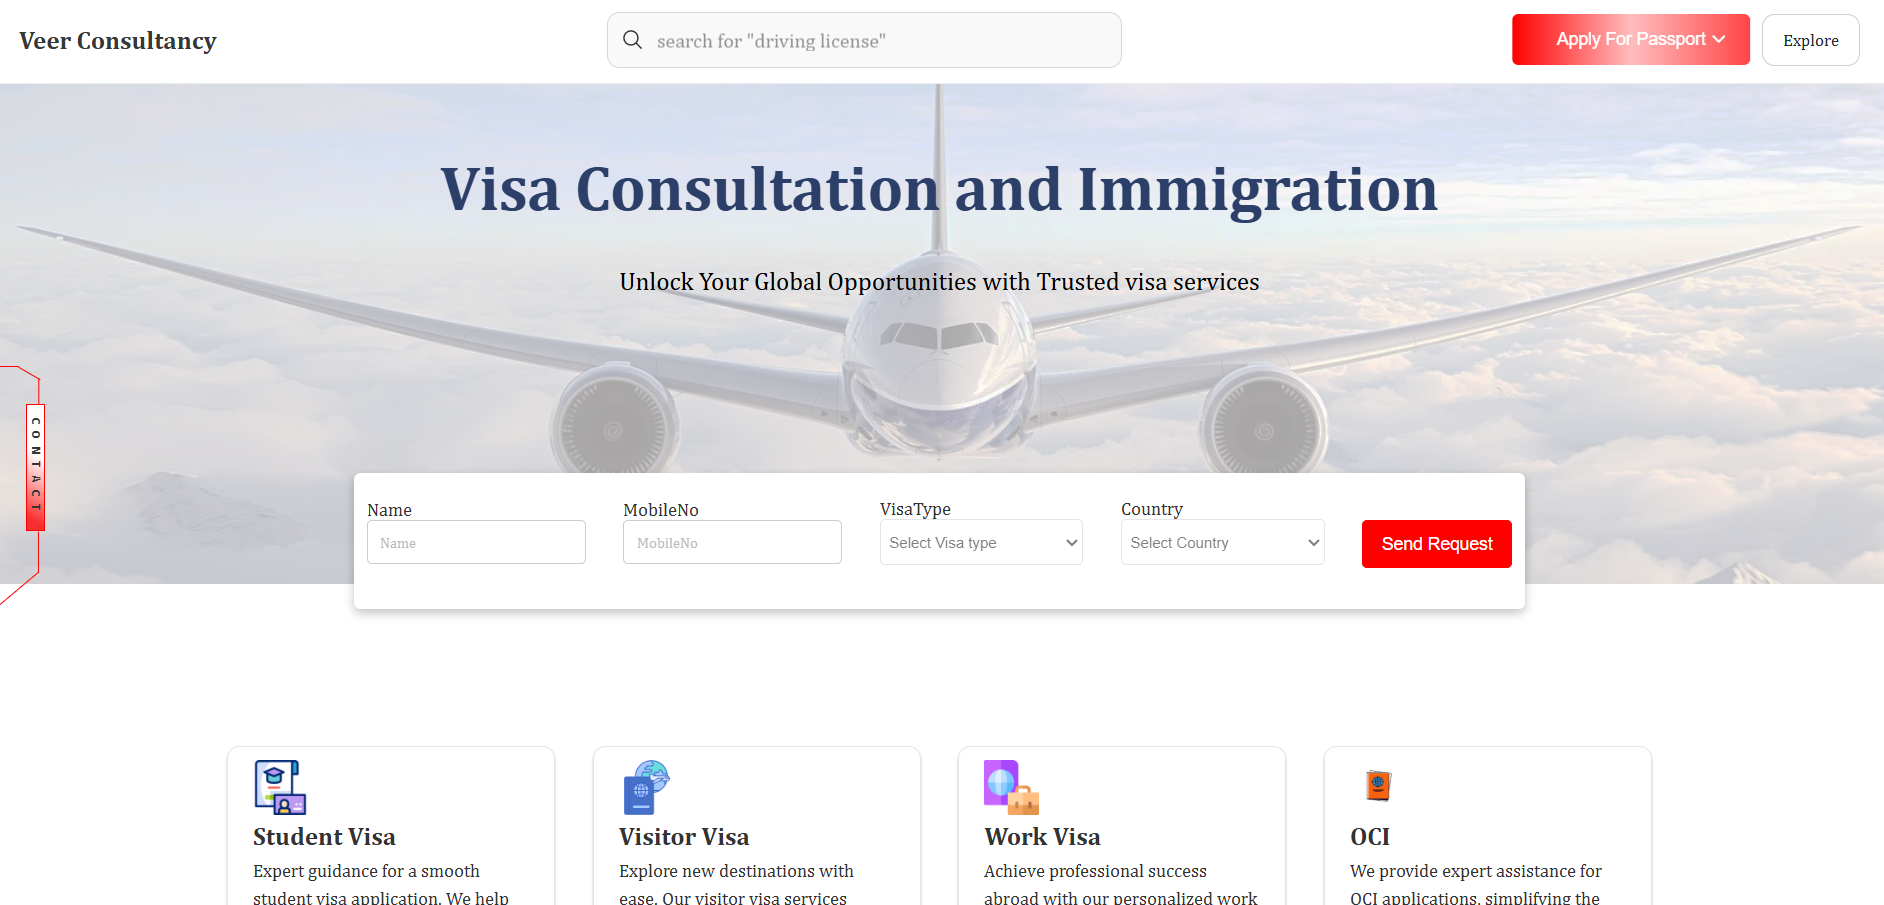 Veer Consultancy
search for "driving license"
Apply For Passport
Explore
Visa Consultation and Immigration
Unlock Your Global Opportunities with Trusted visa services
CONTACT
Name
MobileNo
VisaType
Country
Name
MobileNo
Select Visa type
Select Country
Send Request
Student Visa
Expert guidance for a smooth
student visa application. We help
Visitor Visa
Explore new destinations with
ease. Our visitor visa services
Work Visa
Achieve professional success
abroad with our personalized work
OCI
We provide expert assistance for
OCI applications, simplifying the